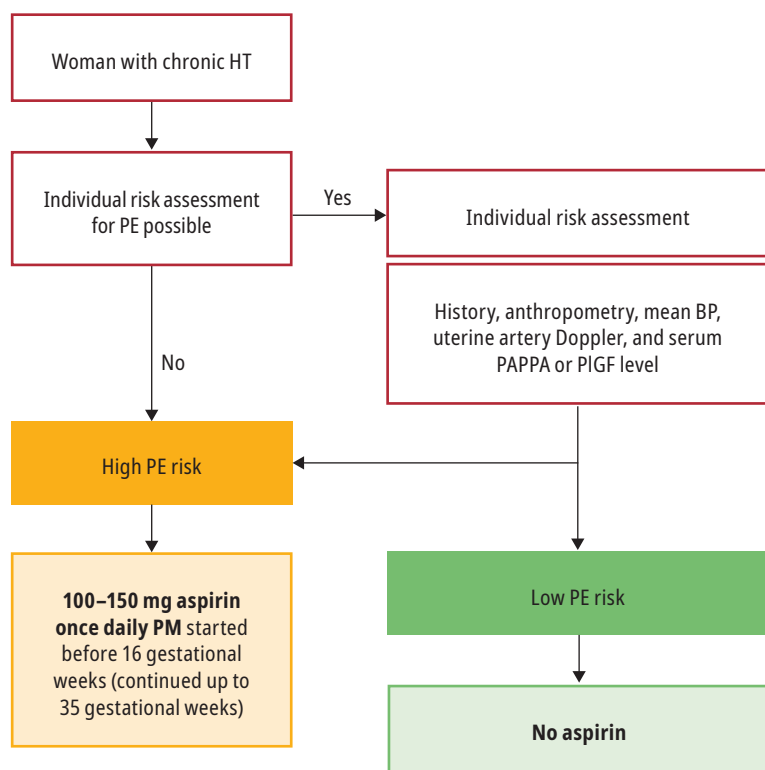 Woman with chronic HT
Individual risk assessment
for PE possible
Yes
Individual risk assessment
History, anthropometry, mean BP,
uterine artery Doppler, and serum
PAPPA or PlGF level
No
High PE risk
100–150 mg aspirin
once daily PM started
before 16 gestational
weeks (continued up to
35 gestational weeks)
Low PE risk
No aspirin